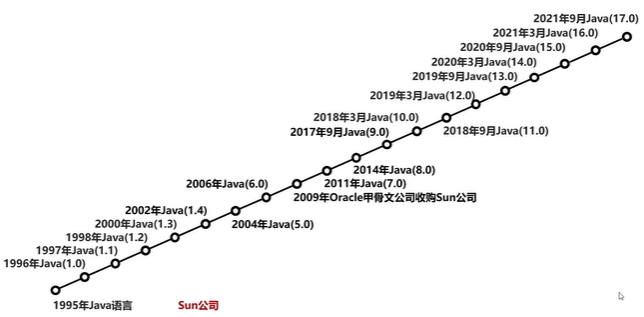 2021年9月Java(17.0)
2021年3月Java(16.0)
2020年9月Java(15.0)
2020年3月Java(14.0)
2019年9月Java(13.0)
2019年3月Java(12.0)
2018年3月Java(10.0)
2017年9月Java(9.0)
2018年9月Java(11.0)
2014年Java(8.0)
2006年Java(6.0)
2011年Java(7.0)
2009年Oracle甲骨文公司收购Sun公司
2002年Java(1.4)
2000年Java(1.3)
2004年Java(5.0)
1998年Java(1.2)
1997年Java(1.1)
1996年Java(1.0)
1995年Java语言
Sun公司